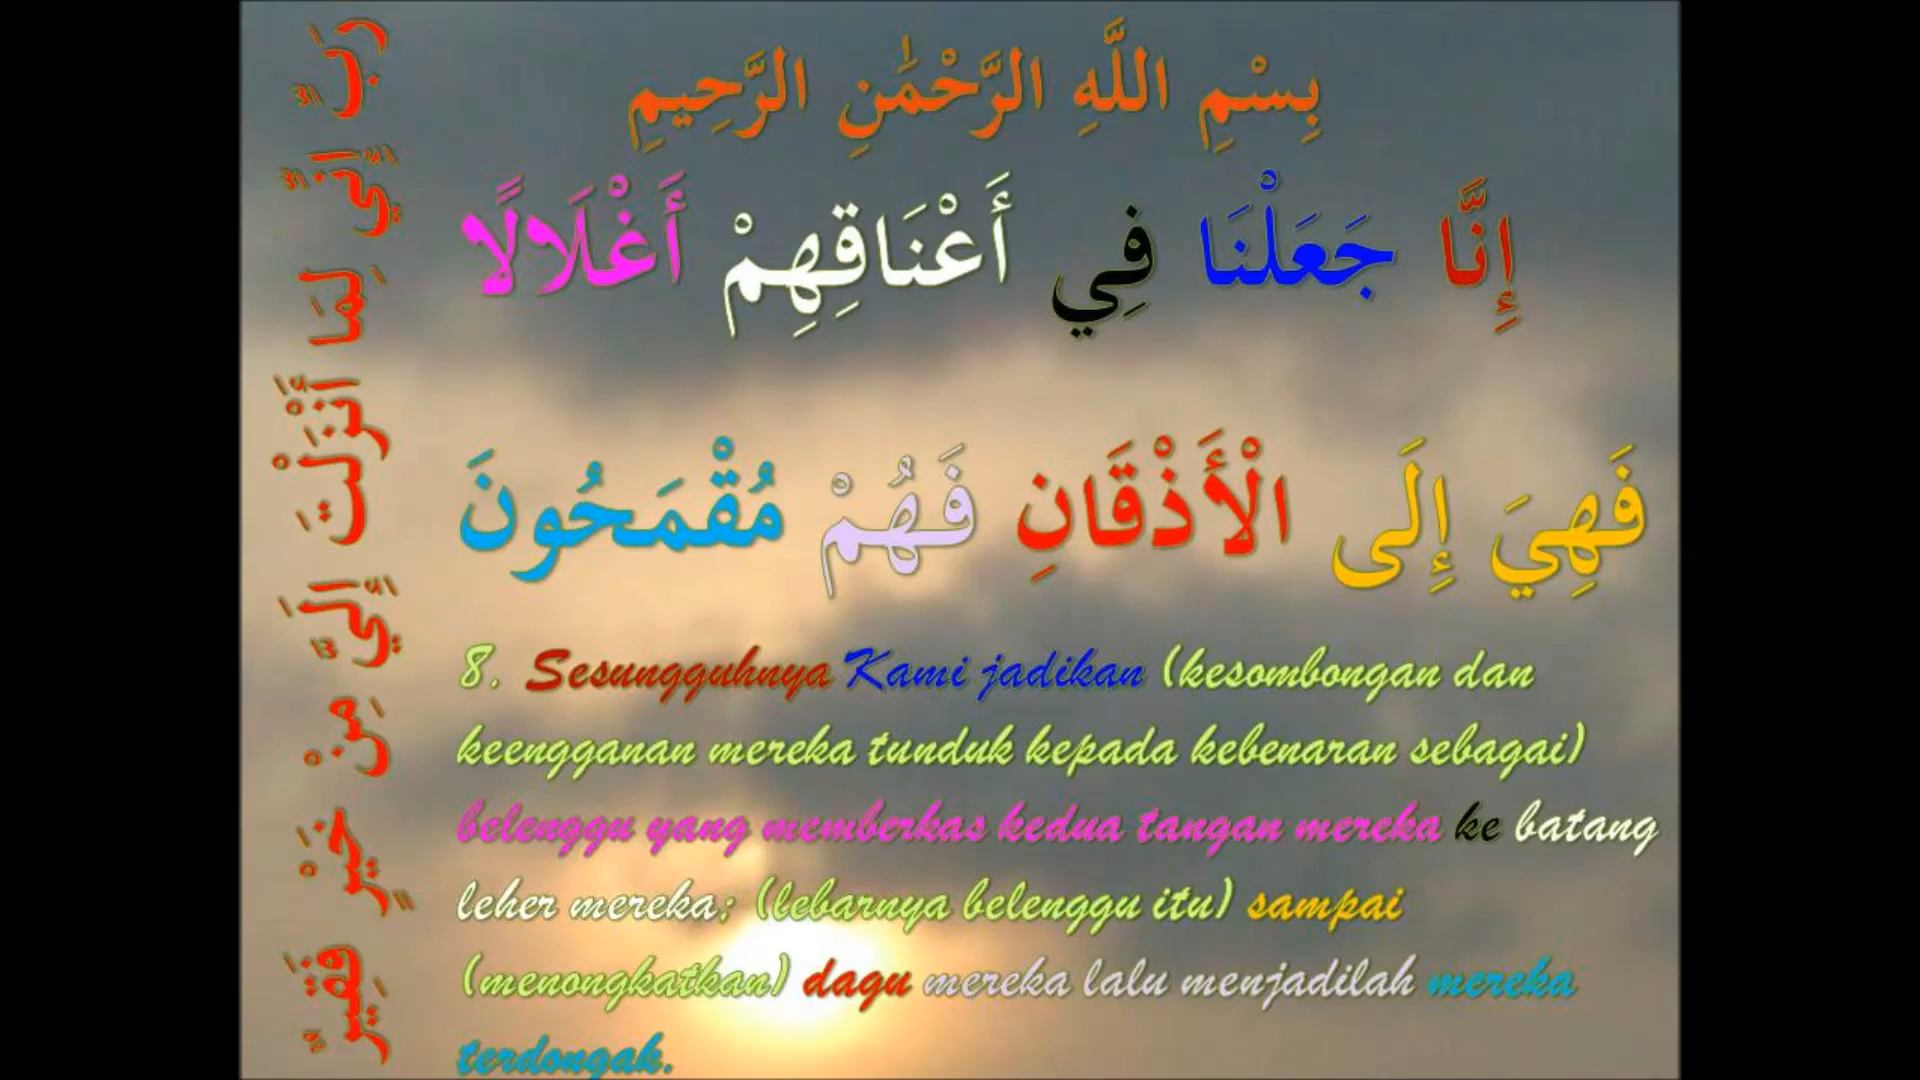 بِسْمِ اللَّهِ الرَّحْمَٰنِ الرَّحِيمِ
إِنَّا جَعَلْنَا فِي أَعْنَاقِهِمْ أَغْلَالًا
فَهِيَ إِلَى الْأَذْقَانِ فَهُمْ مُقْمَحُونَ
8. Sesungguhnya Kami jadikan (kesombongan dan
keengganan mereka tunduk kepada kebenaran sebagai)
belenggu yang memberkas kedua tangan mereka ke batang
leher mereka; (lebarnya belenggu itu) sampai
(menongkatkan) dagu mereka lalu menjadilah mereka
terdongak.
رَبِّ إِنِّي لِمَا أَنْزَلْتَ إِلَيَّ مِنْ خَيْرٍ فَقِيرٌ